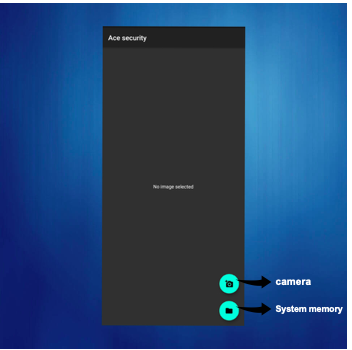 Ace security
No image selected
camera
System memory